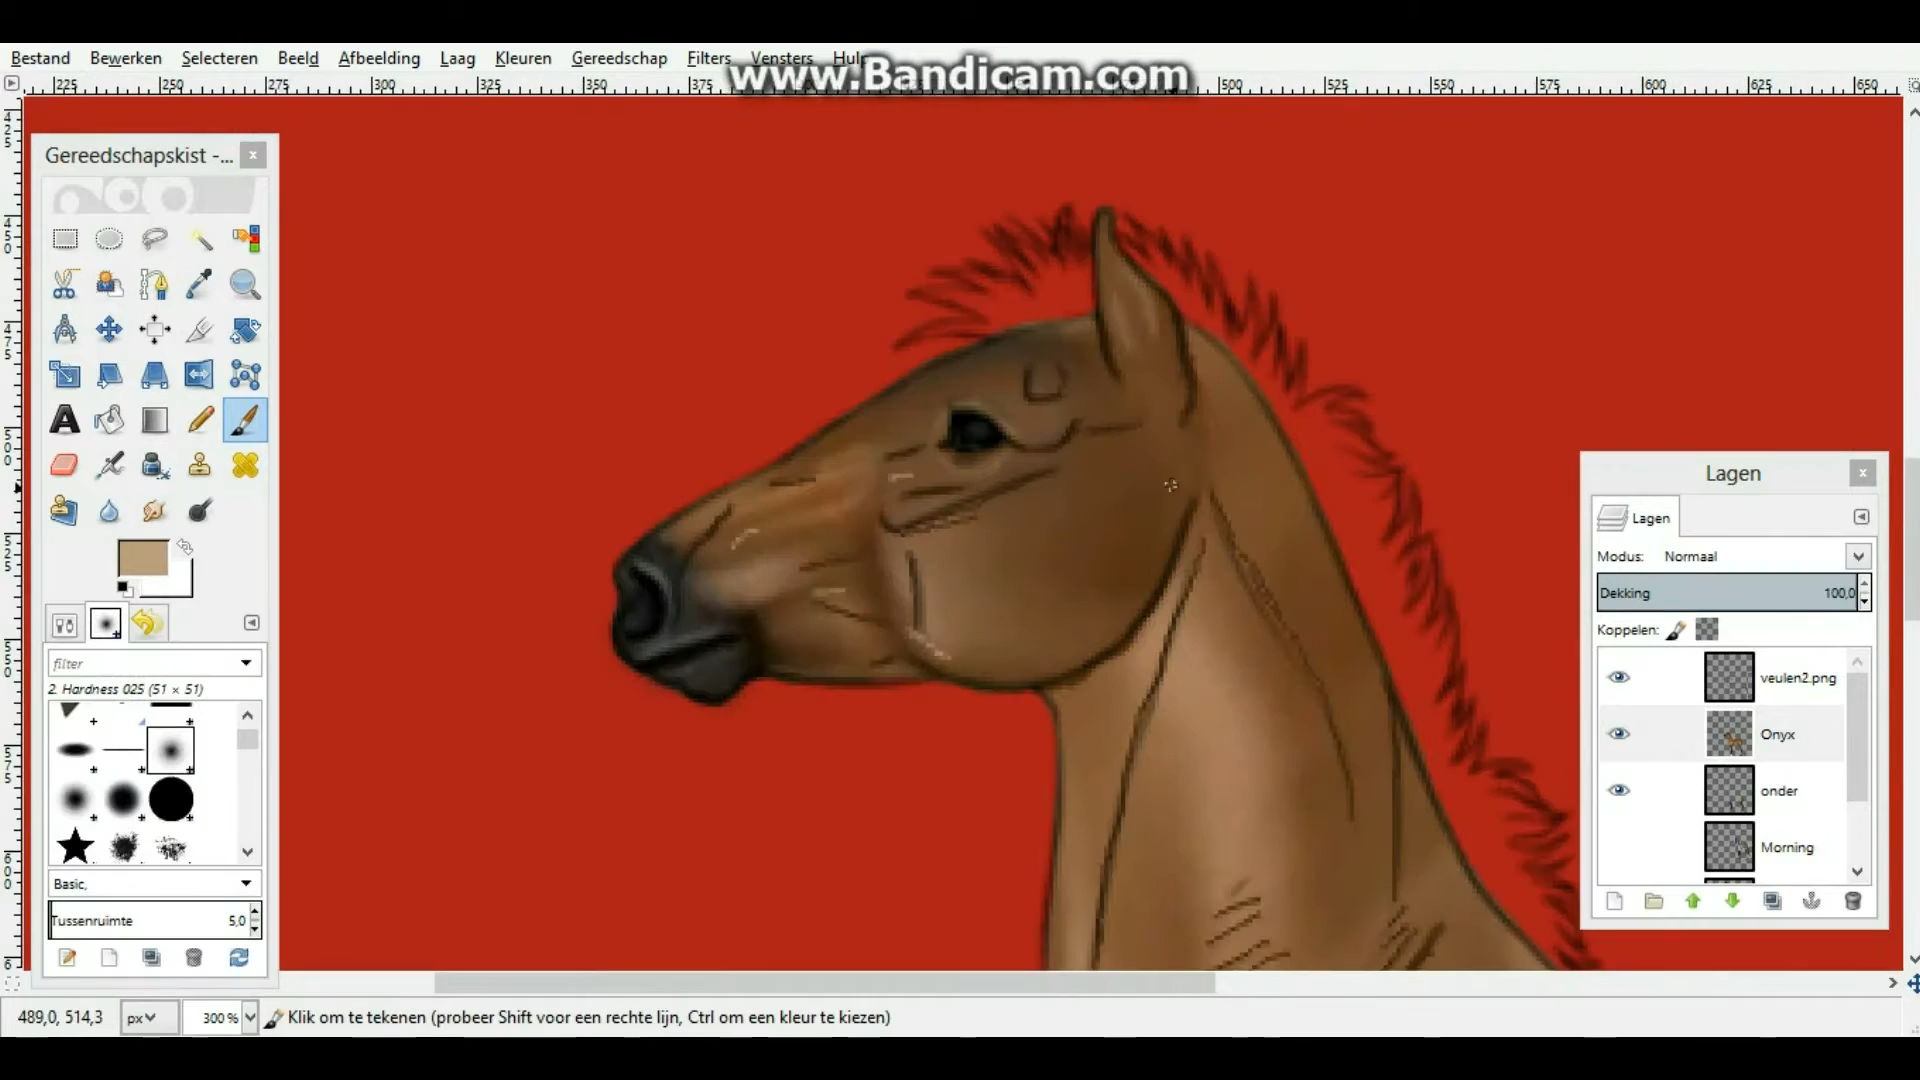 Bestand Bewerken Selecteren Beeld Afbeelding Laag Kleuren Gereedschap Filters Vensters Hulp
www.Bandicam.com
225 250 275 300 325 350 375 500 525 550 575 600 625 650
Gereedschapskist -...
filter
2. Hardness 025 (51 × 51)
Basic,
Tussenruimte 5,0
Lagen
Lagen
Modus: Normaal
Dekking 100,0
Koppelen:
veulen2.png
Onyx
onder
Morning
489,0, 514,3 px 300 % Klik om te tekenen (probeer Shift voor een rechte lijn, Ctrl om een kleur te kiezen)